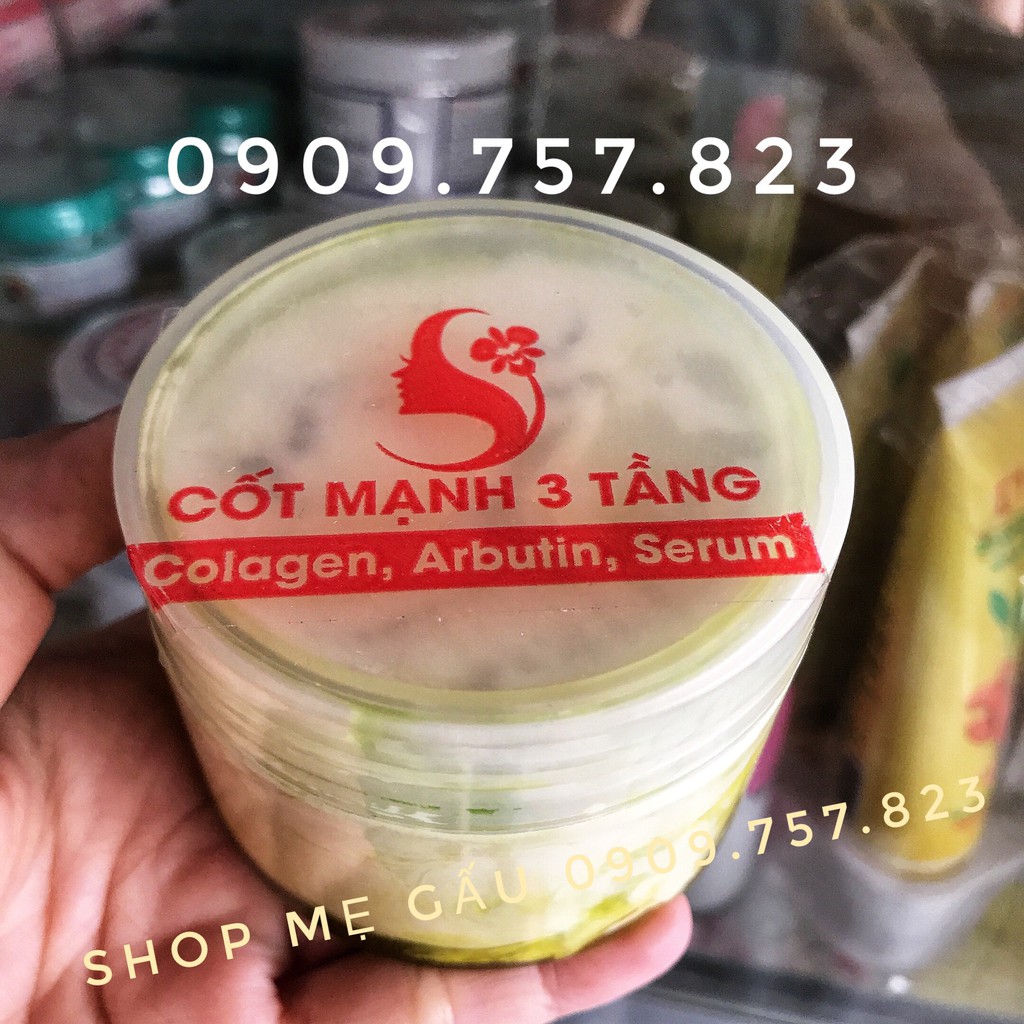 0909.757.823
CỐT MẠNH 3 TẦNG
Colagen, Arbutin, Serum
SHOP MẸ GẤU 0909.757.823